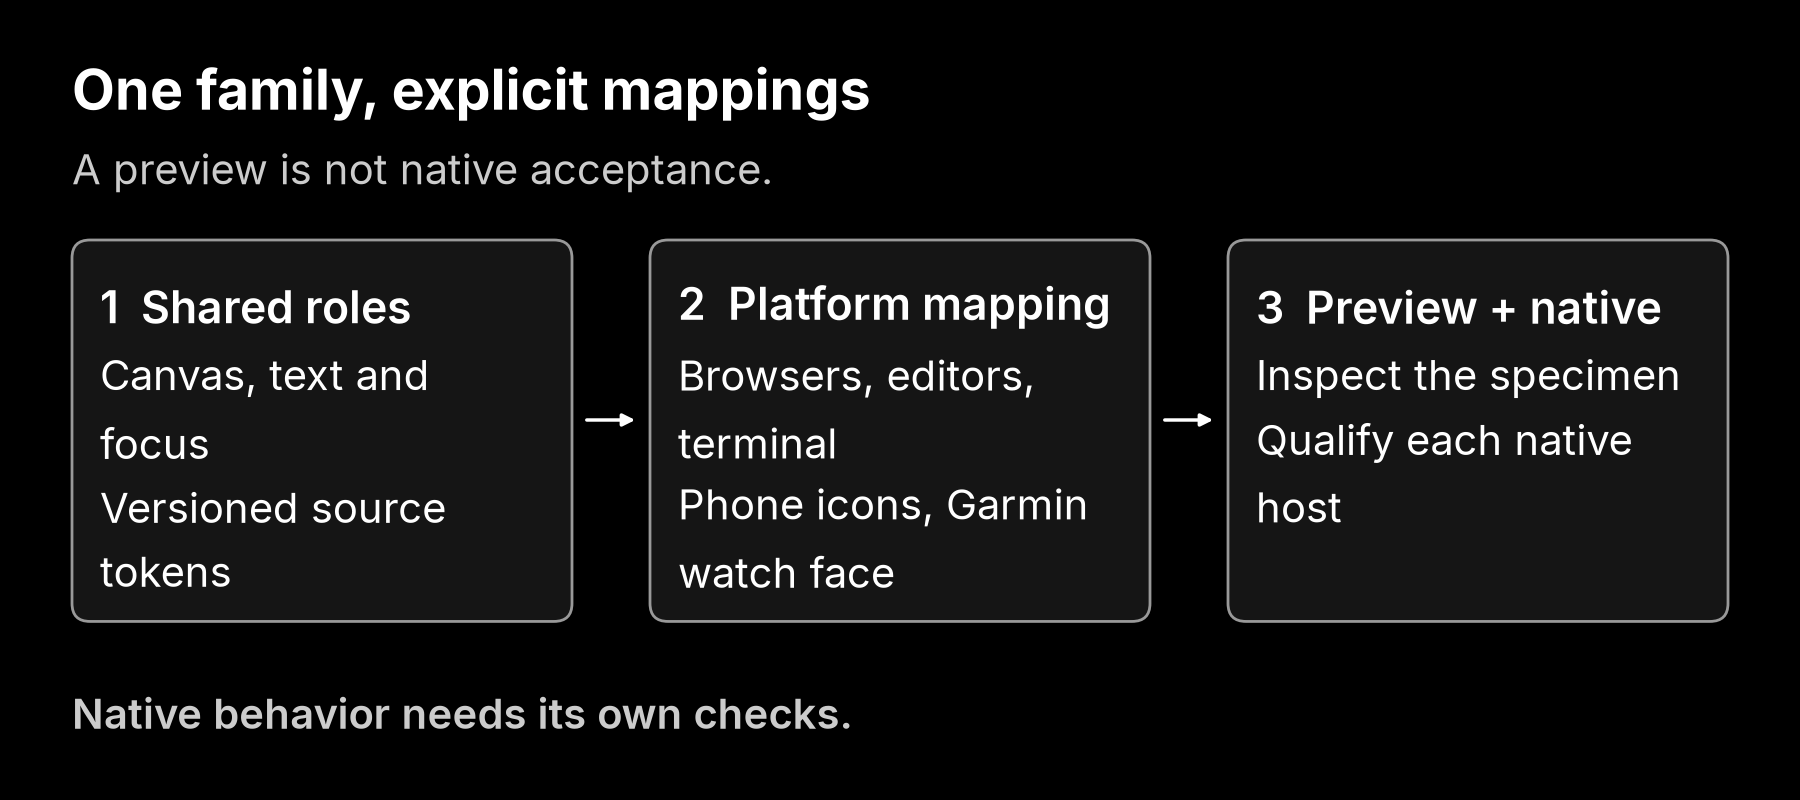 One family, explicit mappings
A preview is not native acceptance.
1 Shared roles
Canvas, text and
focus
Versioned source
tokens
2 Platform mapping
Browsers, editors,
terminal
Phone icons, Garmin
watch face
3 Preview + native
Inspect the specimen
Qualify each native
host
Native behavior needs its own checks.